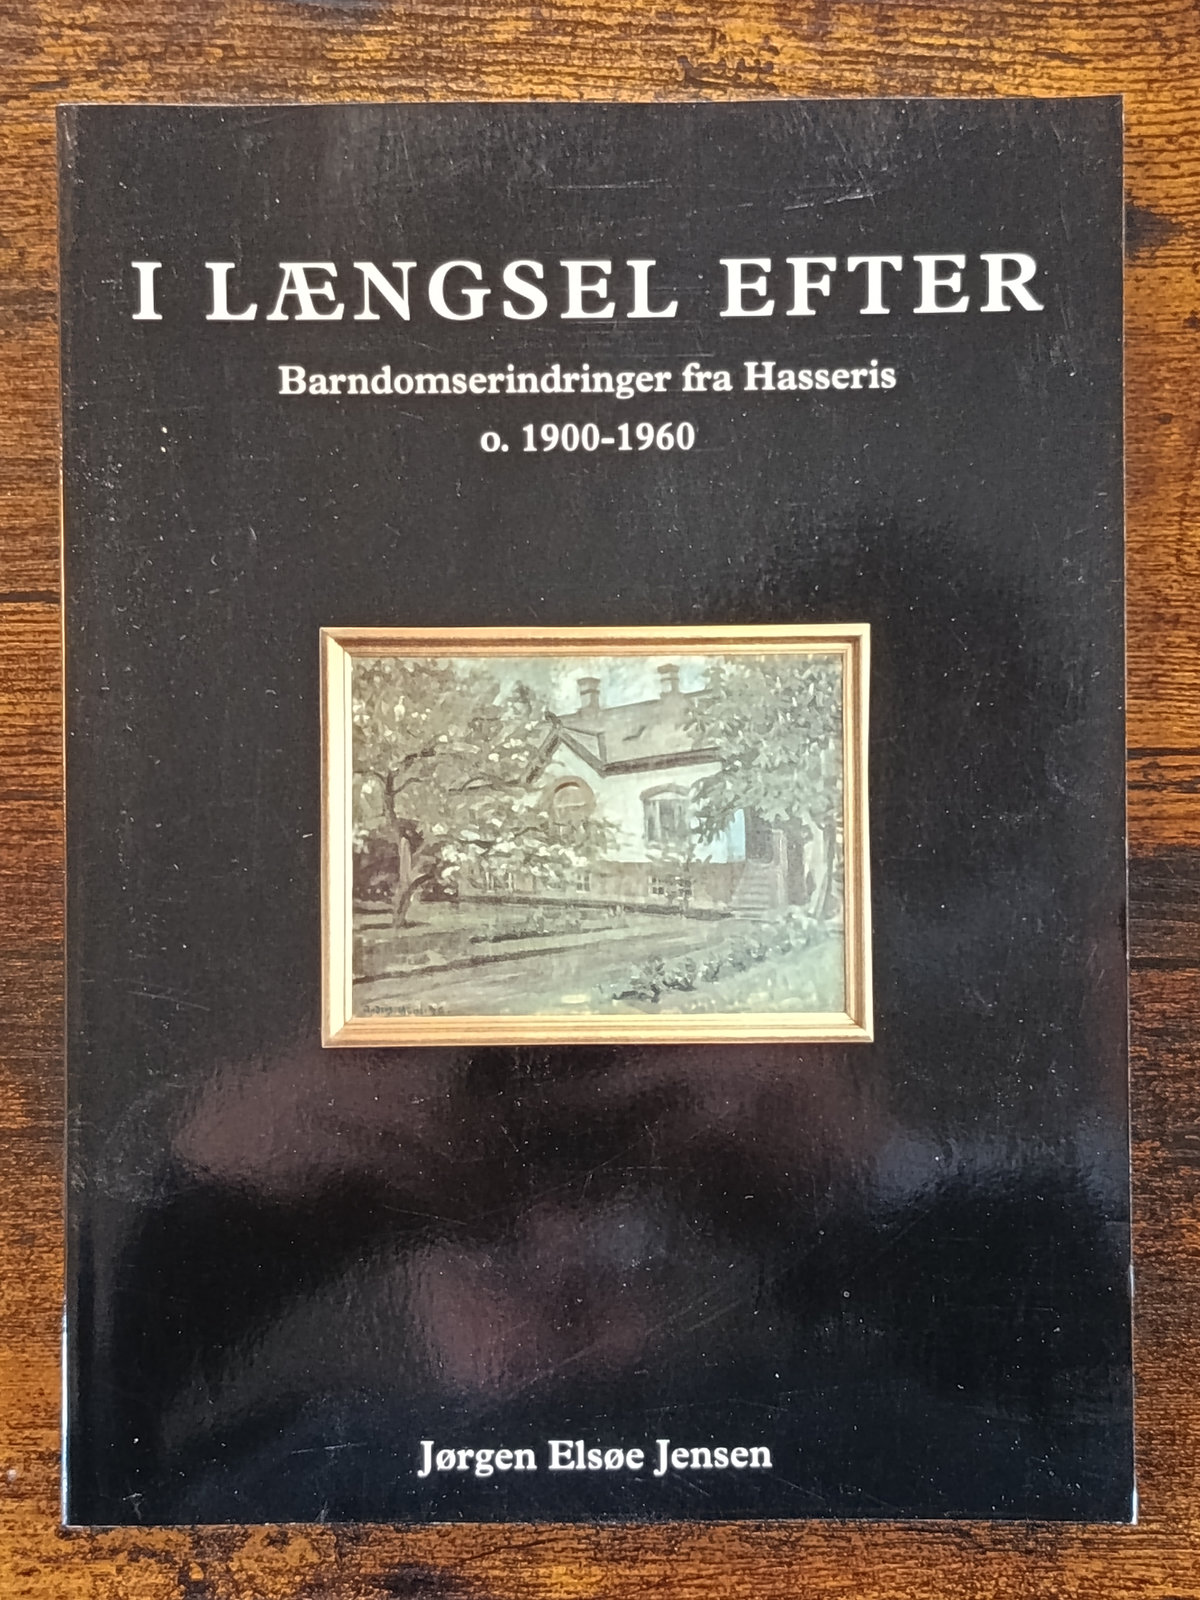 I LÆNGSEL EFTER
Barndomserindringer fra Hasseris
o. 1900-1960
Jørgen Elsøe Jensen